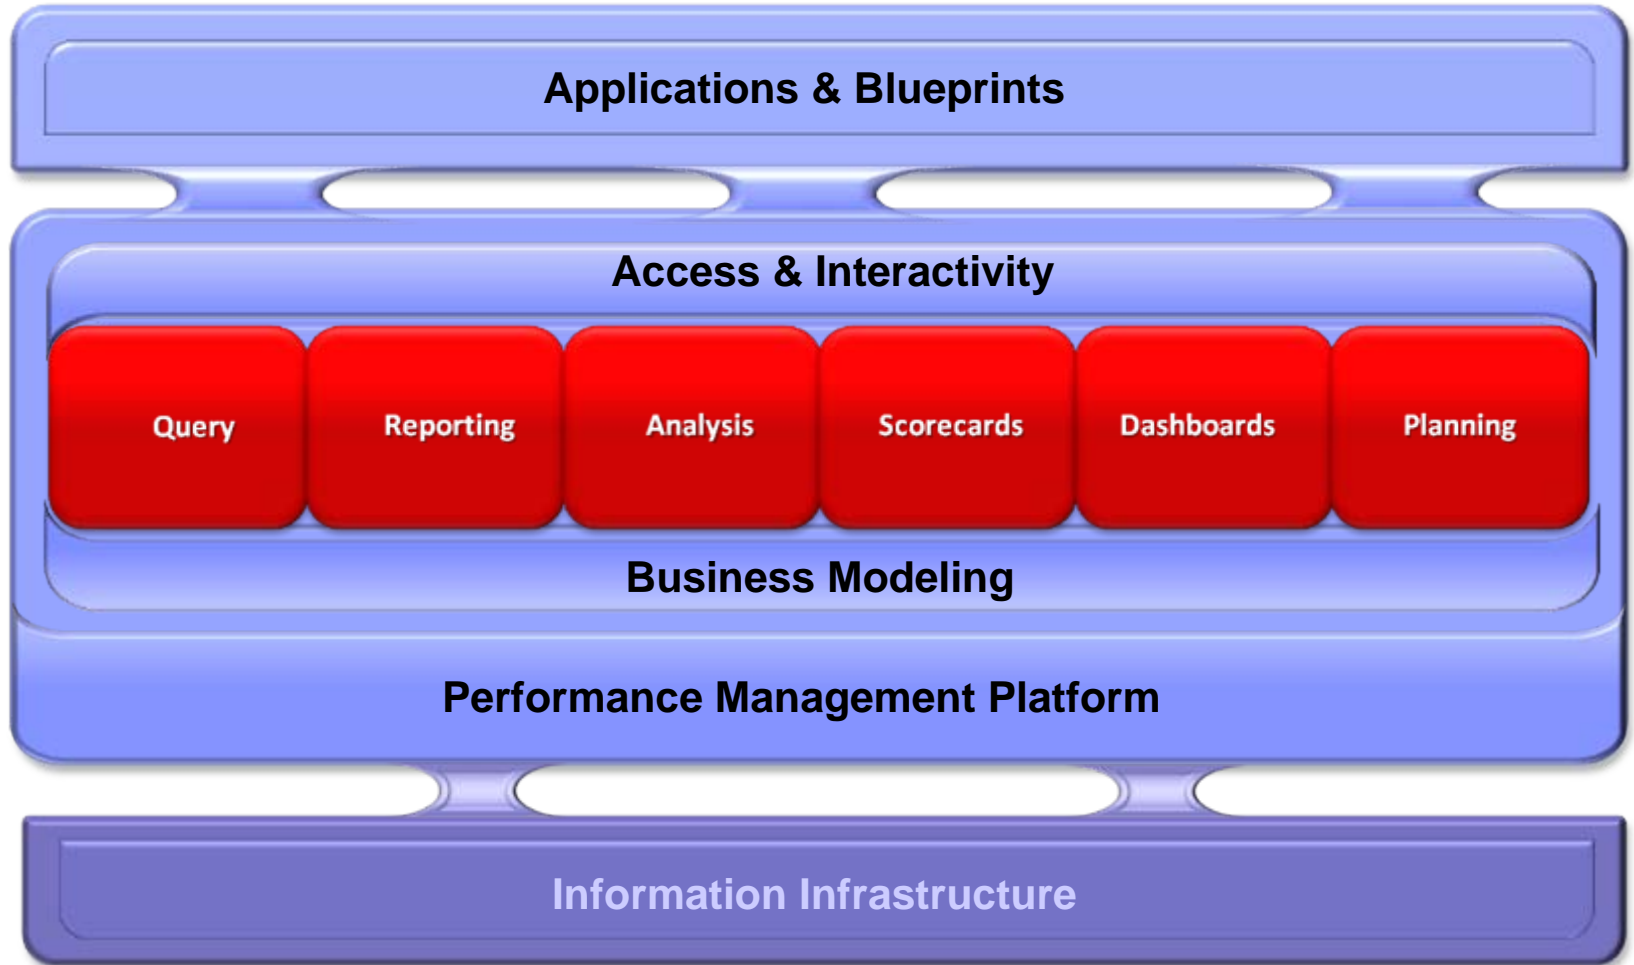 Applications & Blueprints
Access & Interactivity
Query
Reporting
Analysis
Scorecards
Dashboards
Planning
Business Modeling
Performance Management Platform
Information Infrastructure